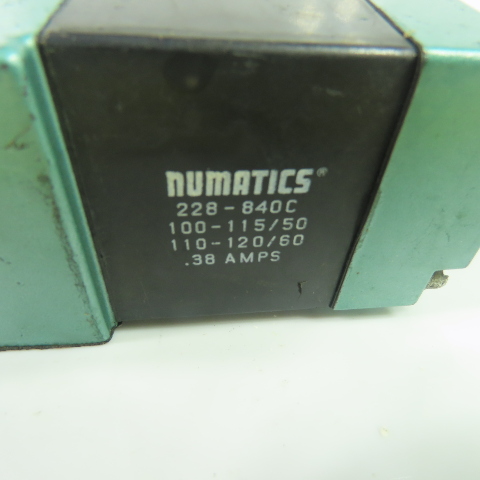 numatics®
228-840C
100-115/50
110-120/60
.38 AMPS